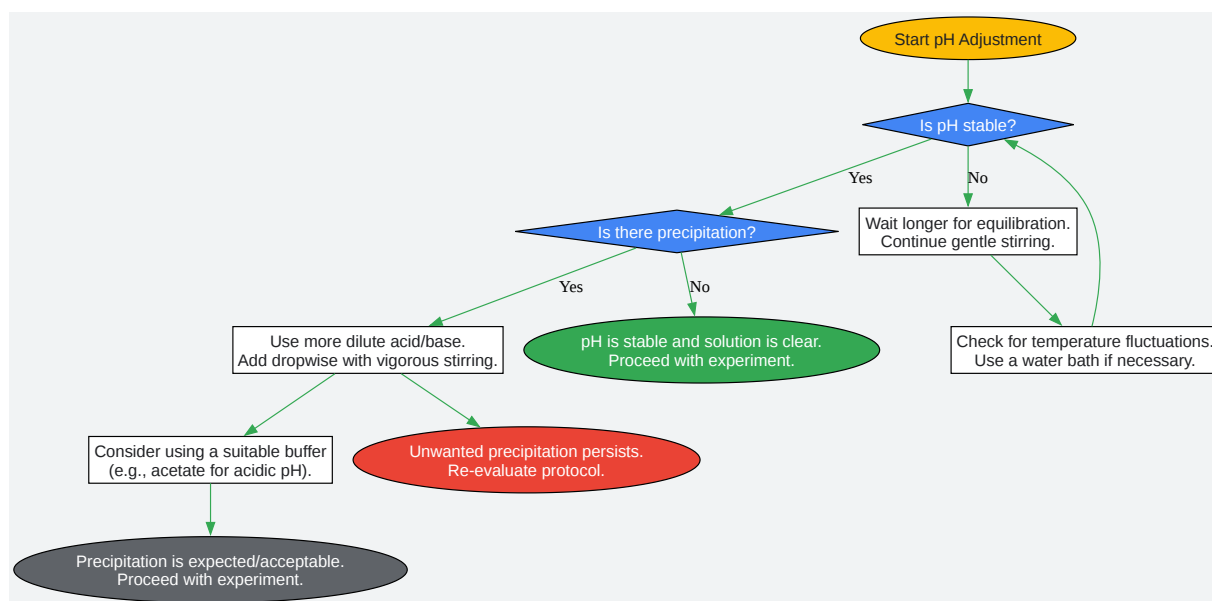 Start pH Adjustment
Is pH stable?
Yes
No
Is there precipitation?
Wait longer for equilibration.
Continue gentle stirring.
Yes
No
Use more dilute acid/base.
Add dropwise with vigorous stirring.
pH is stable and solution is clear.
Proceed with experiment.
Check for temperature fluctuations.
Use a water bath if necessary.
Consider using a suitable buffer
(e.g., acetate for acidic pH).
Unwanted precipitation persists.
Re-evaluate protocol.
Precipitation is expected/acceptable.
Proceed with experiment.